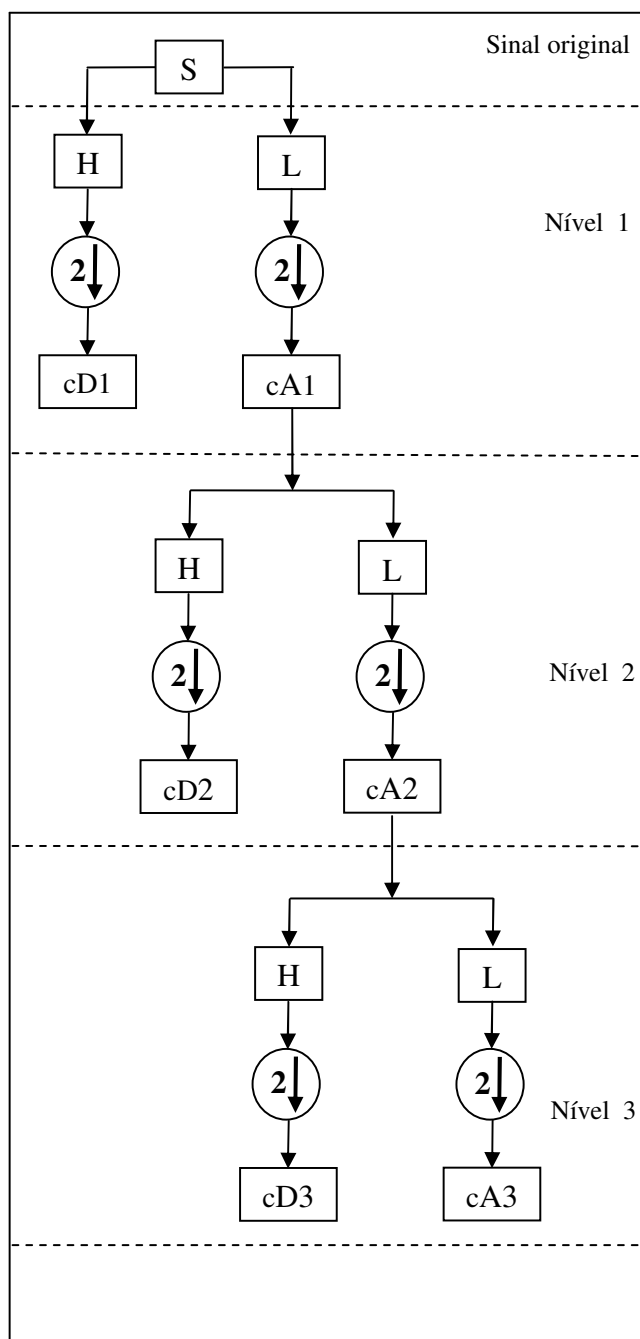 Sinal original
S
H L
Nível 1
2 2
cD1 cA1
H L
2 2
Nível 2
cD2 cA2
H L
2 2
Nível 3
cD3 cA3